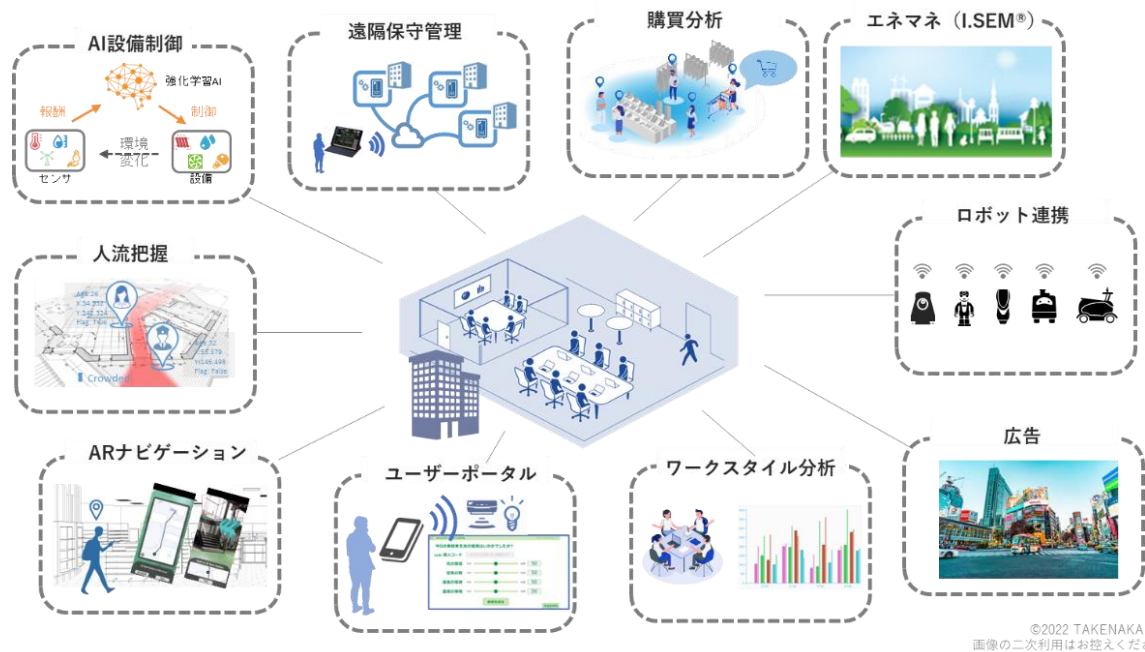 AI設備制御
強化学習AI
報酬
制御
環境
変化
センサ
設備
遠隔保守管理
購買分析
エネマネ（I.SEM®）
人流把握
Crowded
Flag: False
ロボット連携
ARナビゲーション
ユーザーポータル
ワークスタイル分析
広告
©2022 TAKENAKA
画像の二次利用はお控えくだ